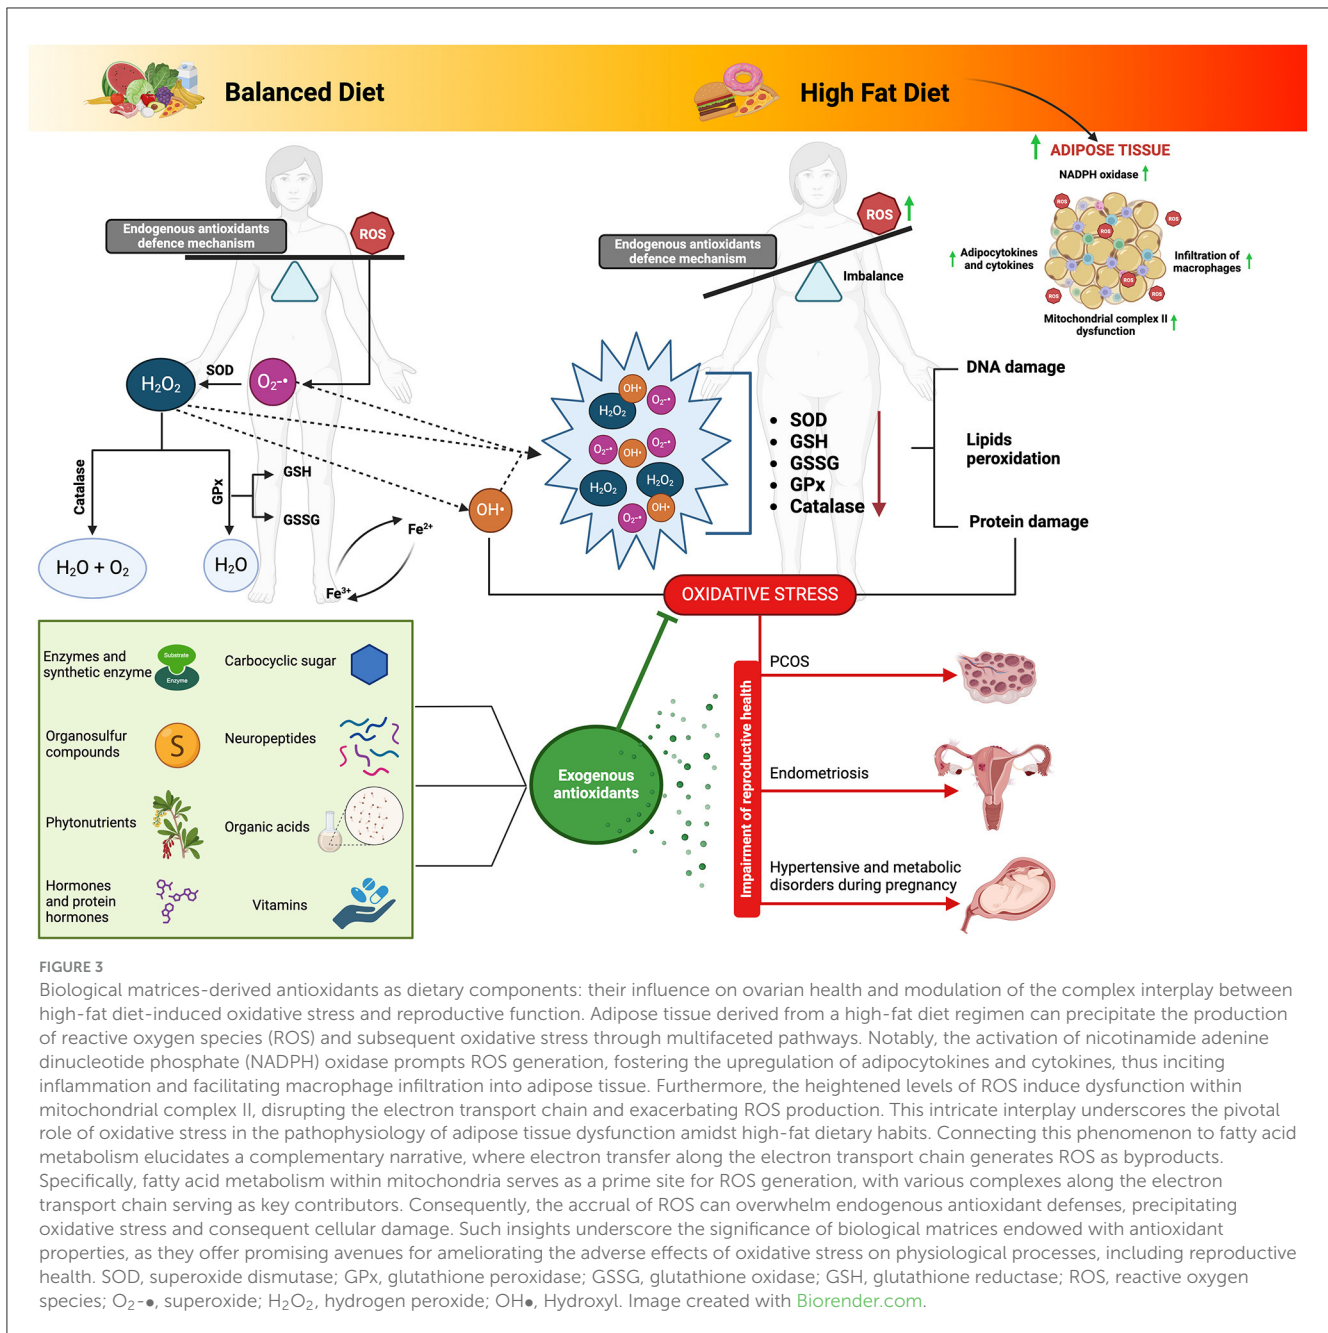 Balanced Diet
High Fat Diet
ADIPOSE TISSUE
NADPH oxidase
ROS
ROS
ROS
ROS
ROS
ROS
Adipocytokines
and cytokines
Infiltration of
macrophages
Mitochondrial complex II
dysfunction
Endogenous antioxidants
defence mechanism
ROS
Endogenous antioxidants
defence mechanism
ROS
Imbalance
H₂O₂
SOD
O₂-•
Catalase
GPx
GSH
GSSG
H₂O + O₂
H₂O
Fe²⁺
Fe³⁺
OH•
OH•
H₂O₂
O₂-•
O₂-•
OH•
O₂-•
H₂O₂
H₂O₂
O₂-•
OH•
• SOD
• GSH
• GSSG
• GPx
• Catalase
DNA damage
Lipids
peroxidation
Protein damage
OXIDATIVE STRESS
Enzymes and
synthetic enzyme
Substrate
Enzyme
Carbocyclic sugar
Organosulfur
compounds
S
Neuropeptides
Phytonutrients
Organic acids
Hormones
and protein
hormones
Vitamins
Exogenous
antioxidants
Impairment of reproductive health
PCOS
Endometriosis
Hypertensive and metabolic
disorders during pregnancy
FIGURE 3
Biological matrices-derived antioxidants as dietary components: their influence on ovarian health and modulation of the complex interplay between
high-fat diet-induced oxidative stress and reproductive function. Adipose tissue derived from a high-fat diet regimen can precipitate the production
of reactive oxygen species (ROS) and subsequent oxidative stress through multifaceted pathways. Notably, the activation of nicotinamide adenine
dinucleotide phosphate (NADPH) oxidase prompts ROS generation, fostering the upregulation of adipocytokines and cytokines, thus inciting
inflammation and facilitating macrophage infiltration into adipose tissue. Furthermore, the heightened levels of ROS induce dysfunction within
mitochondrial complex II, disrupting the electron transport chain and exacerbating ROS production. This intricate interplay underscores the pivotal
role of oxidative stress in the pathophysiology of adipose tissue dysfunction amidst high-fat dietary habits. Connecting this phenomenon to fatty acid
metabolism elucidates a complementary narrative, where electron transfer along the electron transport chain generates ROS as byproducts.
Specifically, fatty acid metabolism within mitochondria serves as a prime site for ROS generation, with various complexes along the electron
transport chain serving as key contributors. Consequently, the accrual of ROS can overwhelm endogenous antioxidant defenses, precipitating
oxidative stress and consequent cellular damage. Such insights underscore the significance of biological matrices endowed with antioxidant
properties, as they offer promising avenues for ameliorating the adverse effects of oxidative stress on physiological processes, including reproductive
health. SOD, superoxide dismutase; GPx, glutathione peroxidase; GSSG, glutathione oxidase; GSH, glutathione reductase; ROS, reactive oxygen
species; O₂-●, superoxide; H₂O₂, hydrogen peroxide; OH●, Hydroxyl. Image created with Biorender.com.